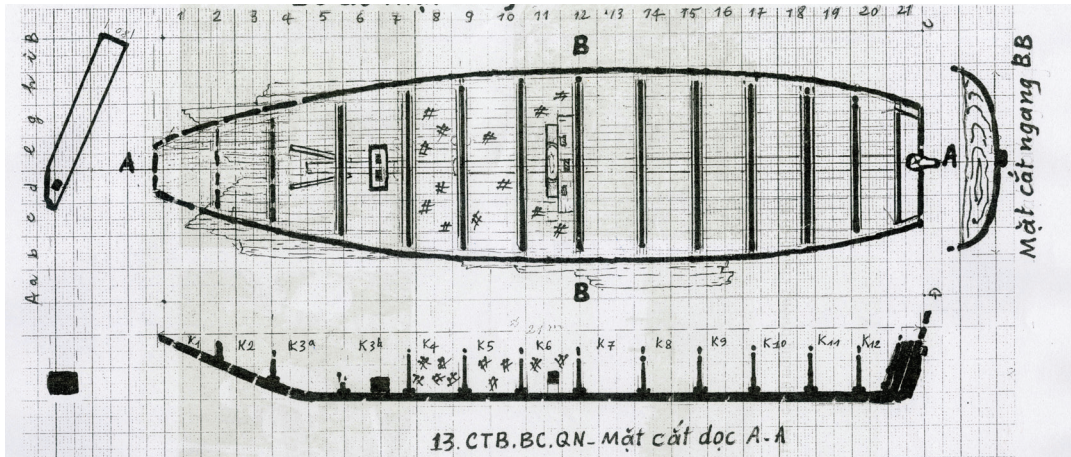 1 2 3 4 5 6 7 8 9 10 11 12 13 14 15 16 17 18 19 20 21
A a b c d e g h i B
B
A
A
B
Mặt cắt ngang B.B
21m
K1 K2 K3a K3b K4 K5 K6 K7 K8 K9 K10 K11 K12
13.CTB.BC.QN - Mặt cắt dọc A-A